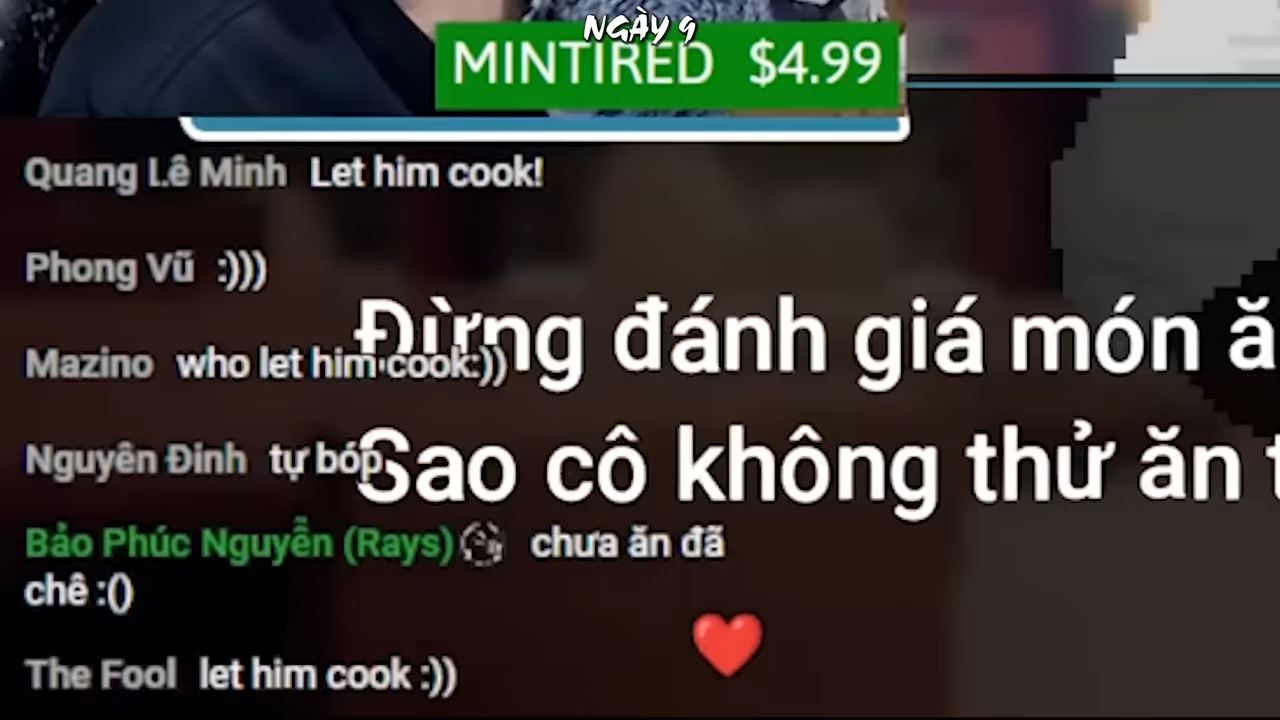 NGÀY 9
MINTIRED $4.99
Quang Lê Minh Let him cook!
Phong Vũ :)))
Đừng đánh giá món ă
Mazino who let him cook:))
Nguyên Đinh tự bóp
Sao cô không thử ăn
Bảo Phúc Nguyễn (Rays) chưa ăn đã
chê :()
The Fool let him cook :))